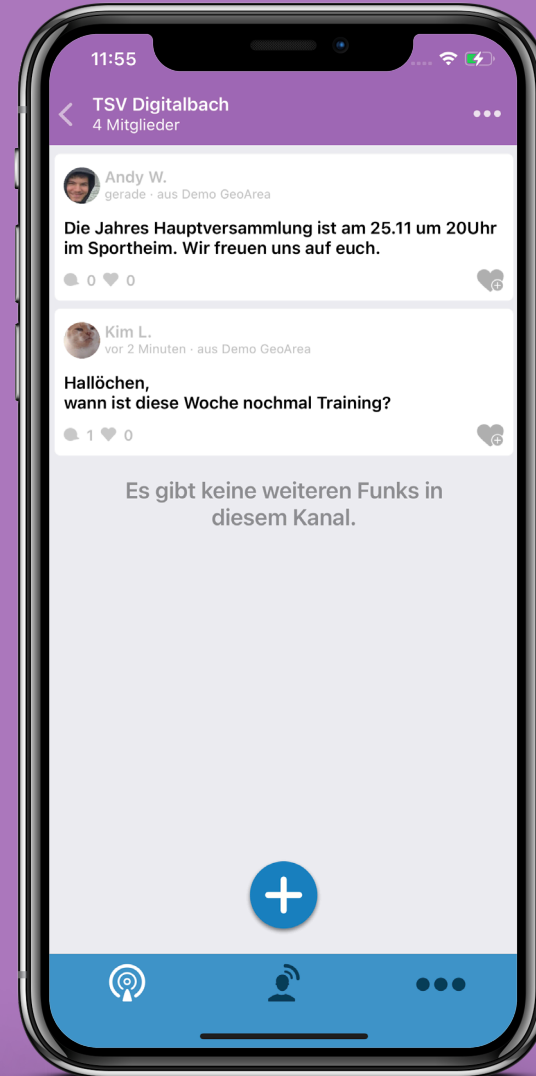 11:55
TSV Digitalbach
4 Mitglieder
Andy W.
gerade · aus Demo GeoArea
Die Jahres Hauptversammlung ist am 25.11 um 20Uhr
im Sportheim. Wir freuen uns auf euch.
0 0
Kim L.
vor 2 Minuten · aus Demo GeoArea
Hallöchen,
wann ist diese Woche nochmal Training?
1 0
Es gibt keine weiteren Funks in
diesem Kanal.